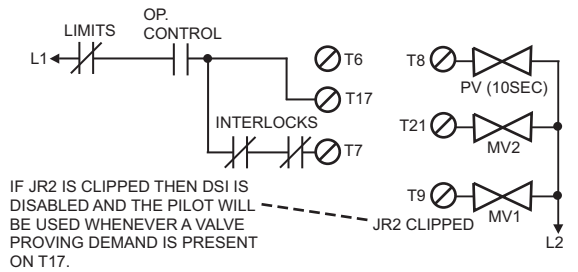 LIMITS
OP.
CONTROL
L1
T6
T17
INTERLOCKS
T7
T8
PV (10SEC)
T21
MV2
T9
MV1
JR2 CLIPPED
L2
IF JR2 IS CLIPPED THEN DSI IS
DISABLED AND THE PILOT WILL
BE USED WHENEVER A VALVE
PROVING DEMAND IS PRESENT
ON T17.